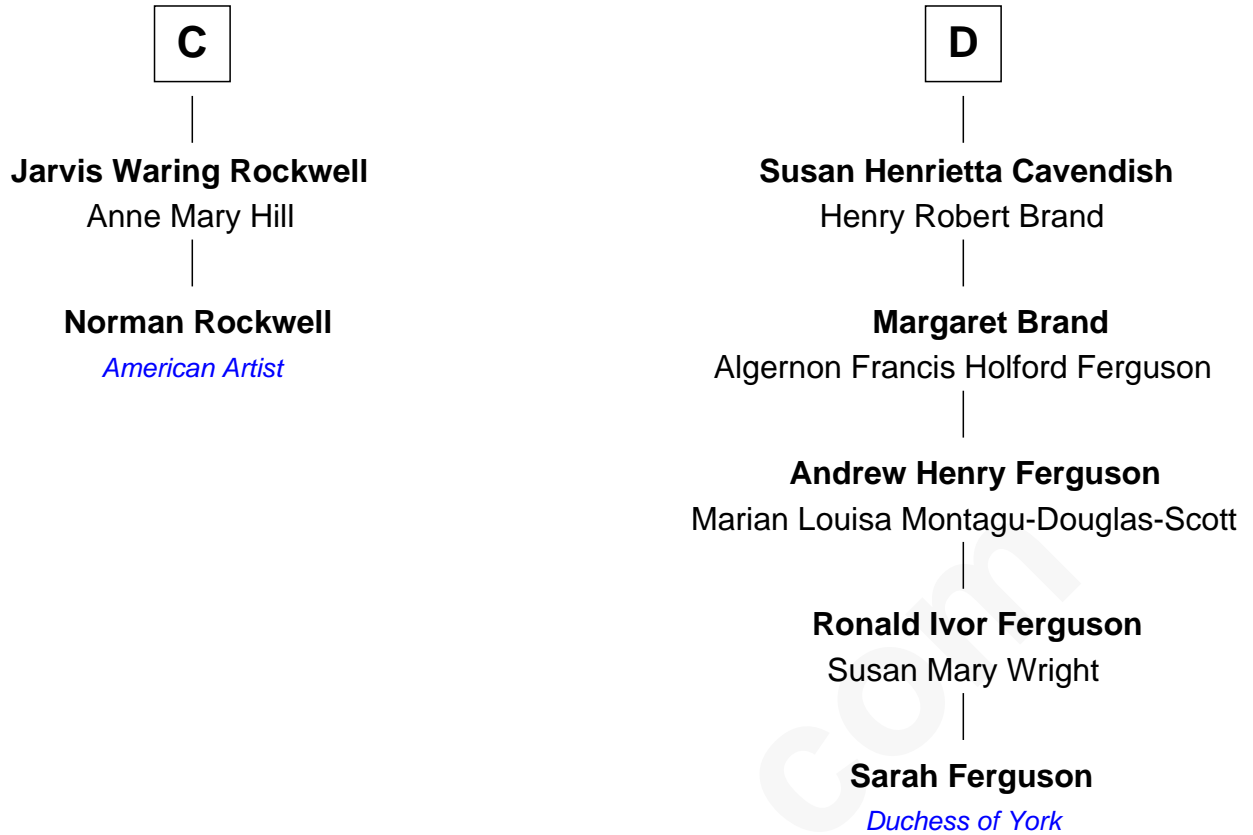 C
Jarvis Waring Rockwell
Anne Mary Hill
Norman Rockwell
American Artist
D
Susan Henrietta Cavendish
Henry Robert Brand
Margaret Brand
Algernon Francis Holford Ferguson
Andrew Henry Ferguson
Marian Louisa Montagu-Douglas-Scott
Ronald Ivor Ferguson
Susan Mary Wright
Sarah Ferguson
Duchess of York
com